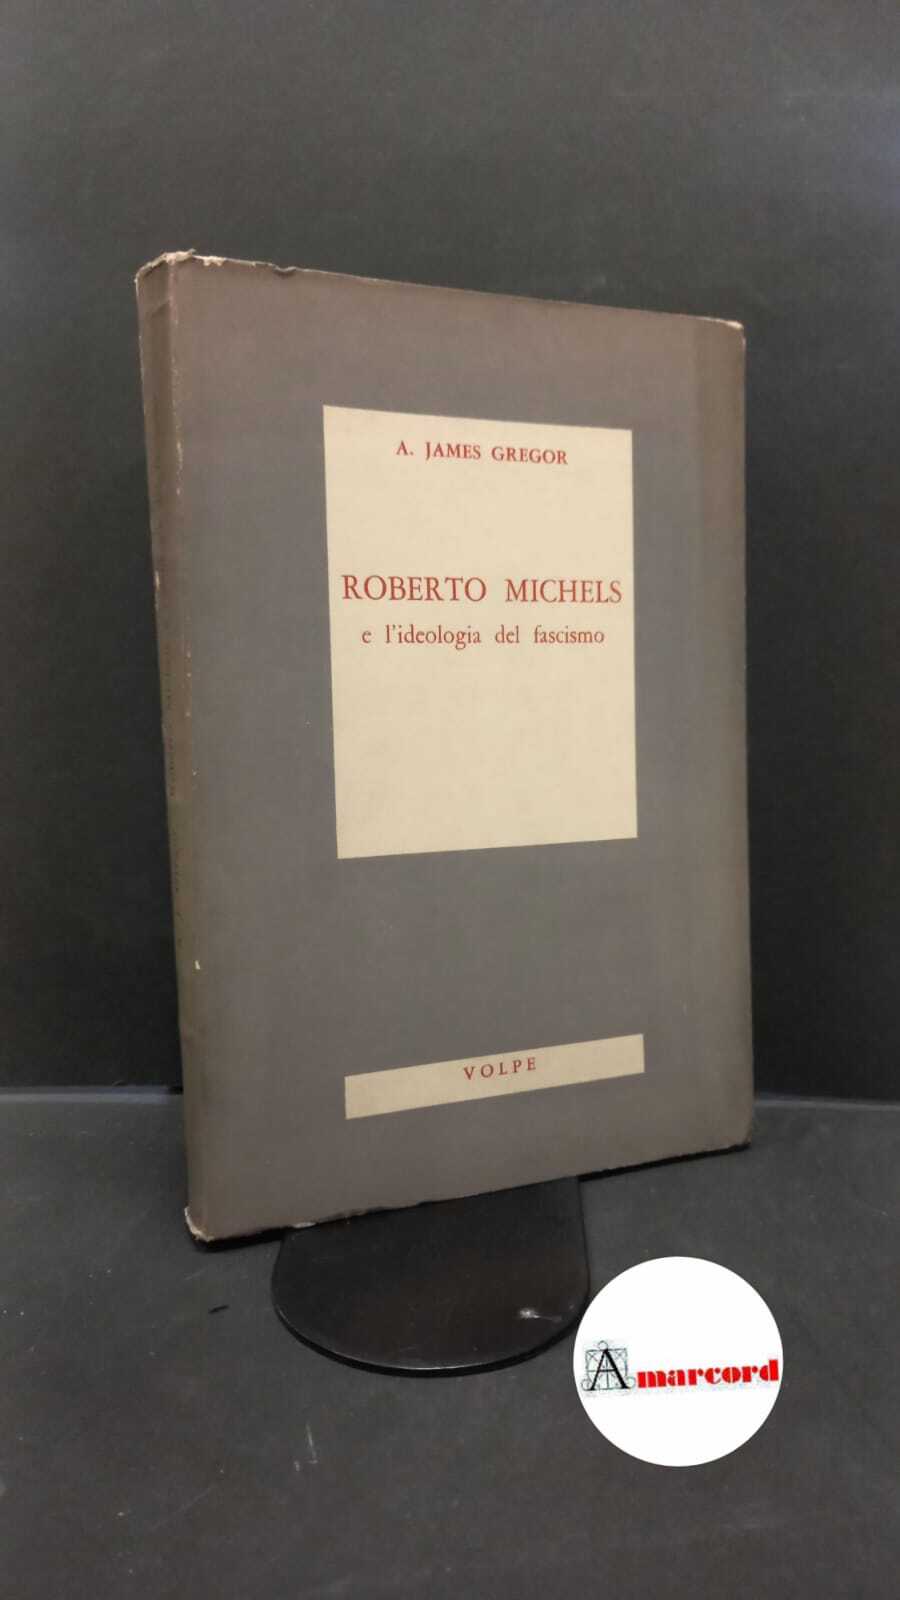 A. JAMES GREGOR
ROBERTO MICHELS
e l'ideologia del fascismo
VOLPE
Amarcord